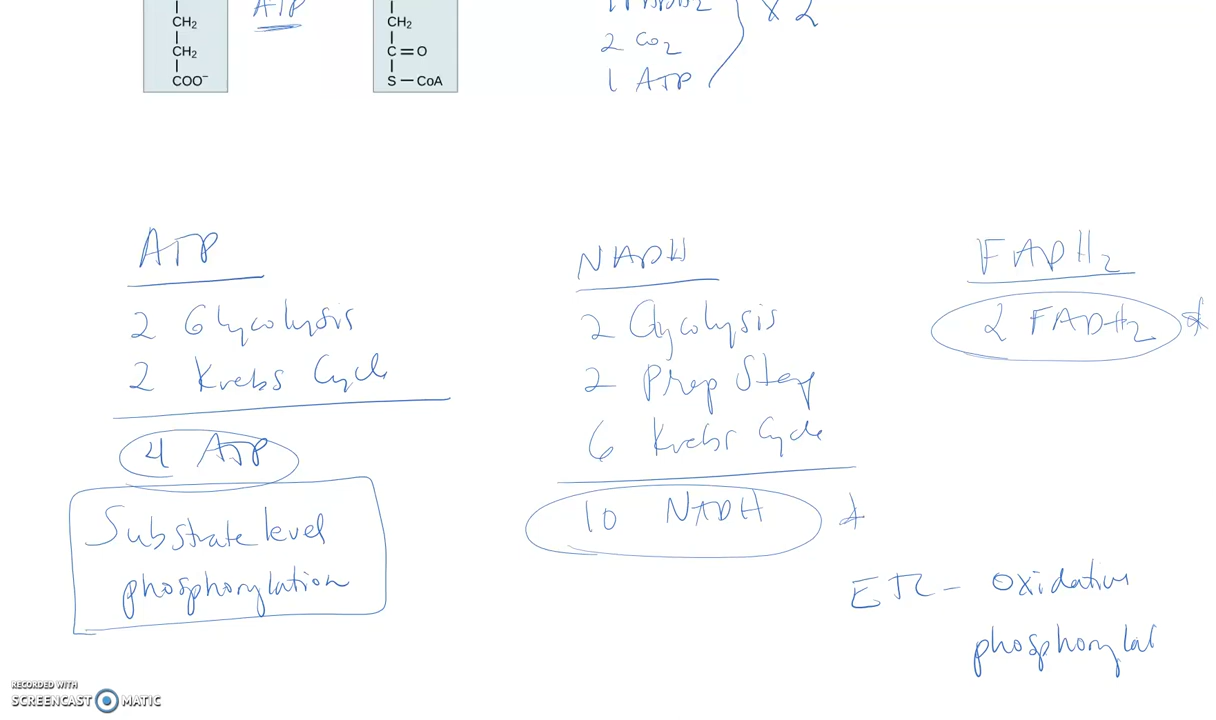 CH₂
CH₂
COO⁻
ATP
CH₂
C=O
S-CoA
2 CO₂
1 ATP
x 2
ATP
2 Glycolysis
2 Krebs Cycle
4 ATP
Substrate level
phosphorylation
NADH
2 Glycolysis
2 Prep Step
6 Krebs Cycle
10 NADH *
FADH₂
2 FADH₂ *
ETC - Oxidative
phosphorylat
RECORDED WITH
SCREENCAST MATIC